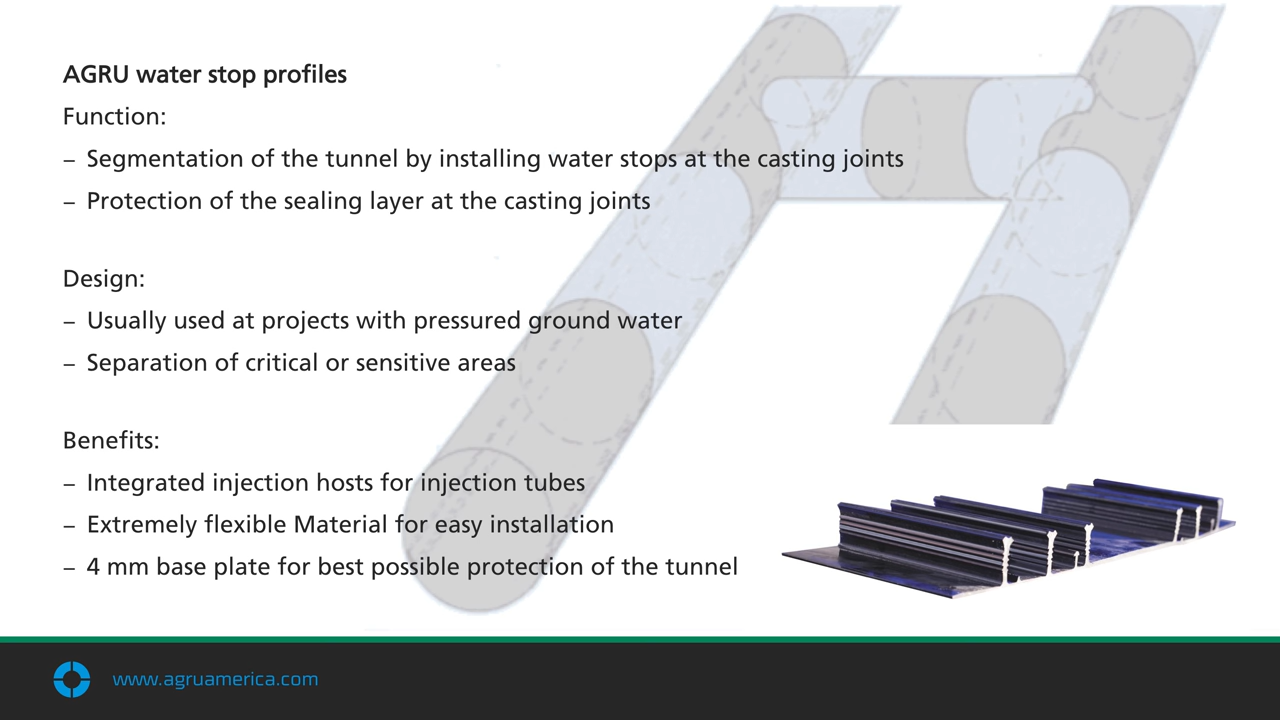 AGRU water stop profiles
Function:
– Segmentation of the tunnel by installing water stops at the casting joints
– Protection of the sealing layer at the casting joints
Design:
– Usually used at projects with pressured ground water
– Separation of critical or sensitive areas
Benefits:
– Integrated injection hosts for injection tubes
– Extremely flexible Material for easy installation
– 4 mm base plate for best possible protection of the tunnel
www.agruamerica.com